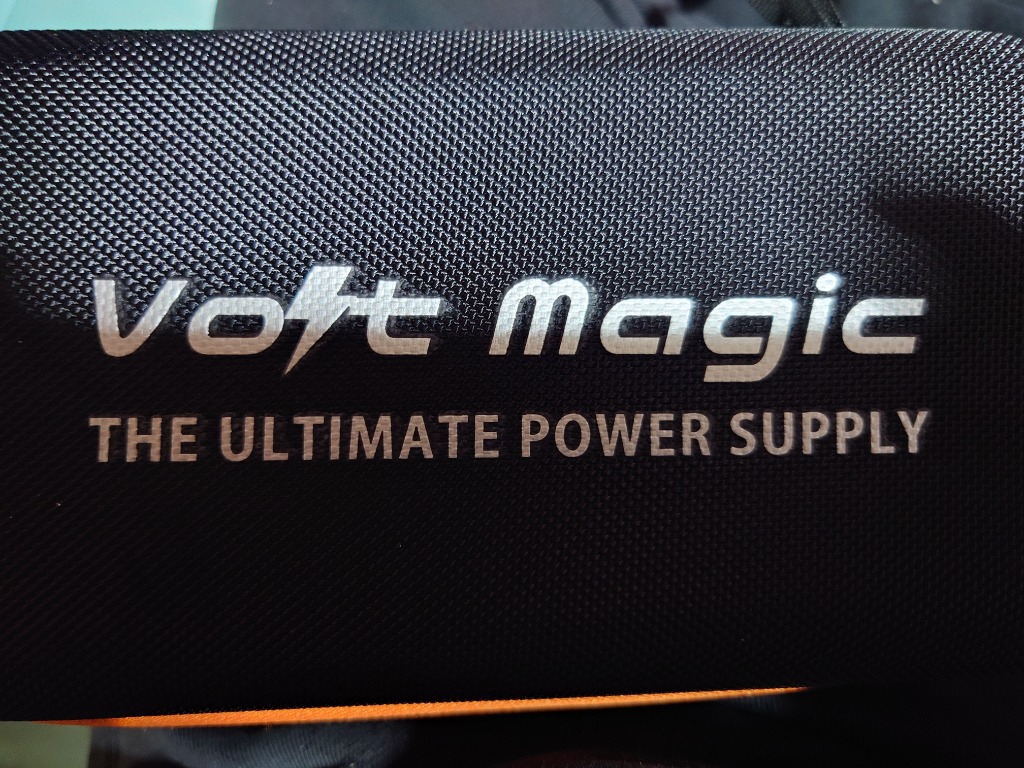 Volt Magic
THE ULTIMATE POWER SUPPLY